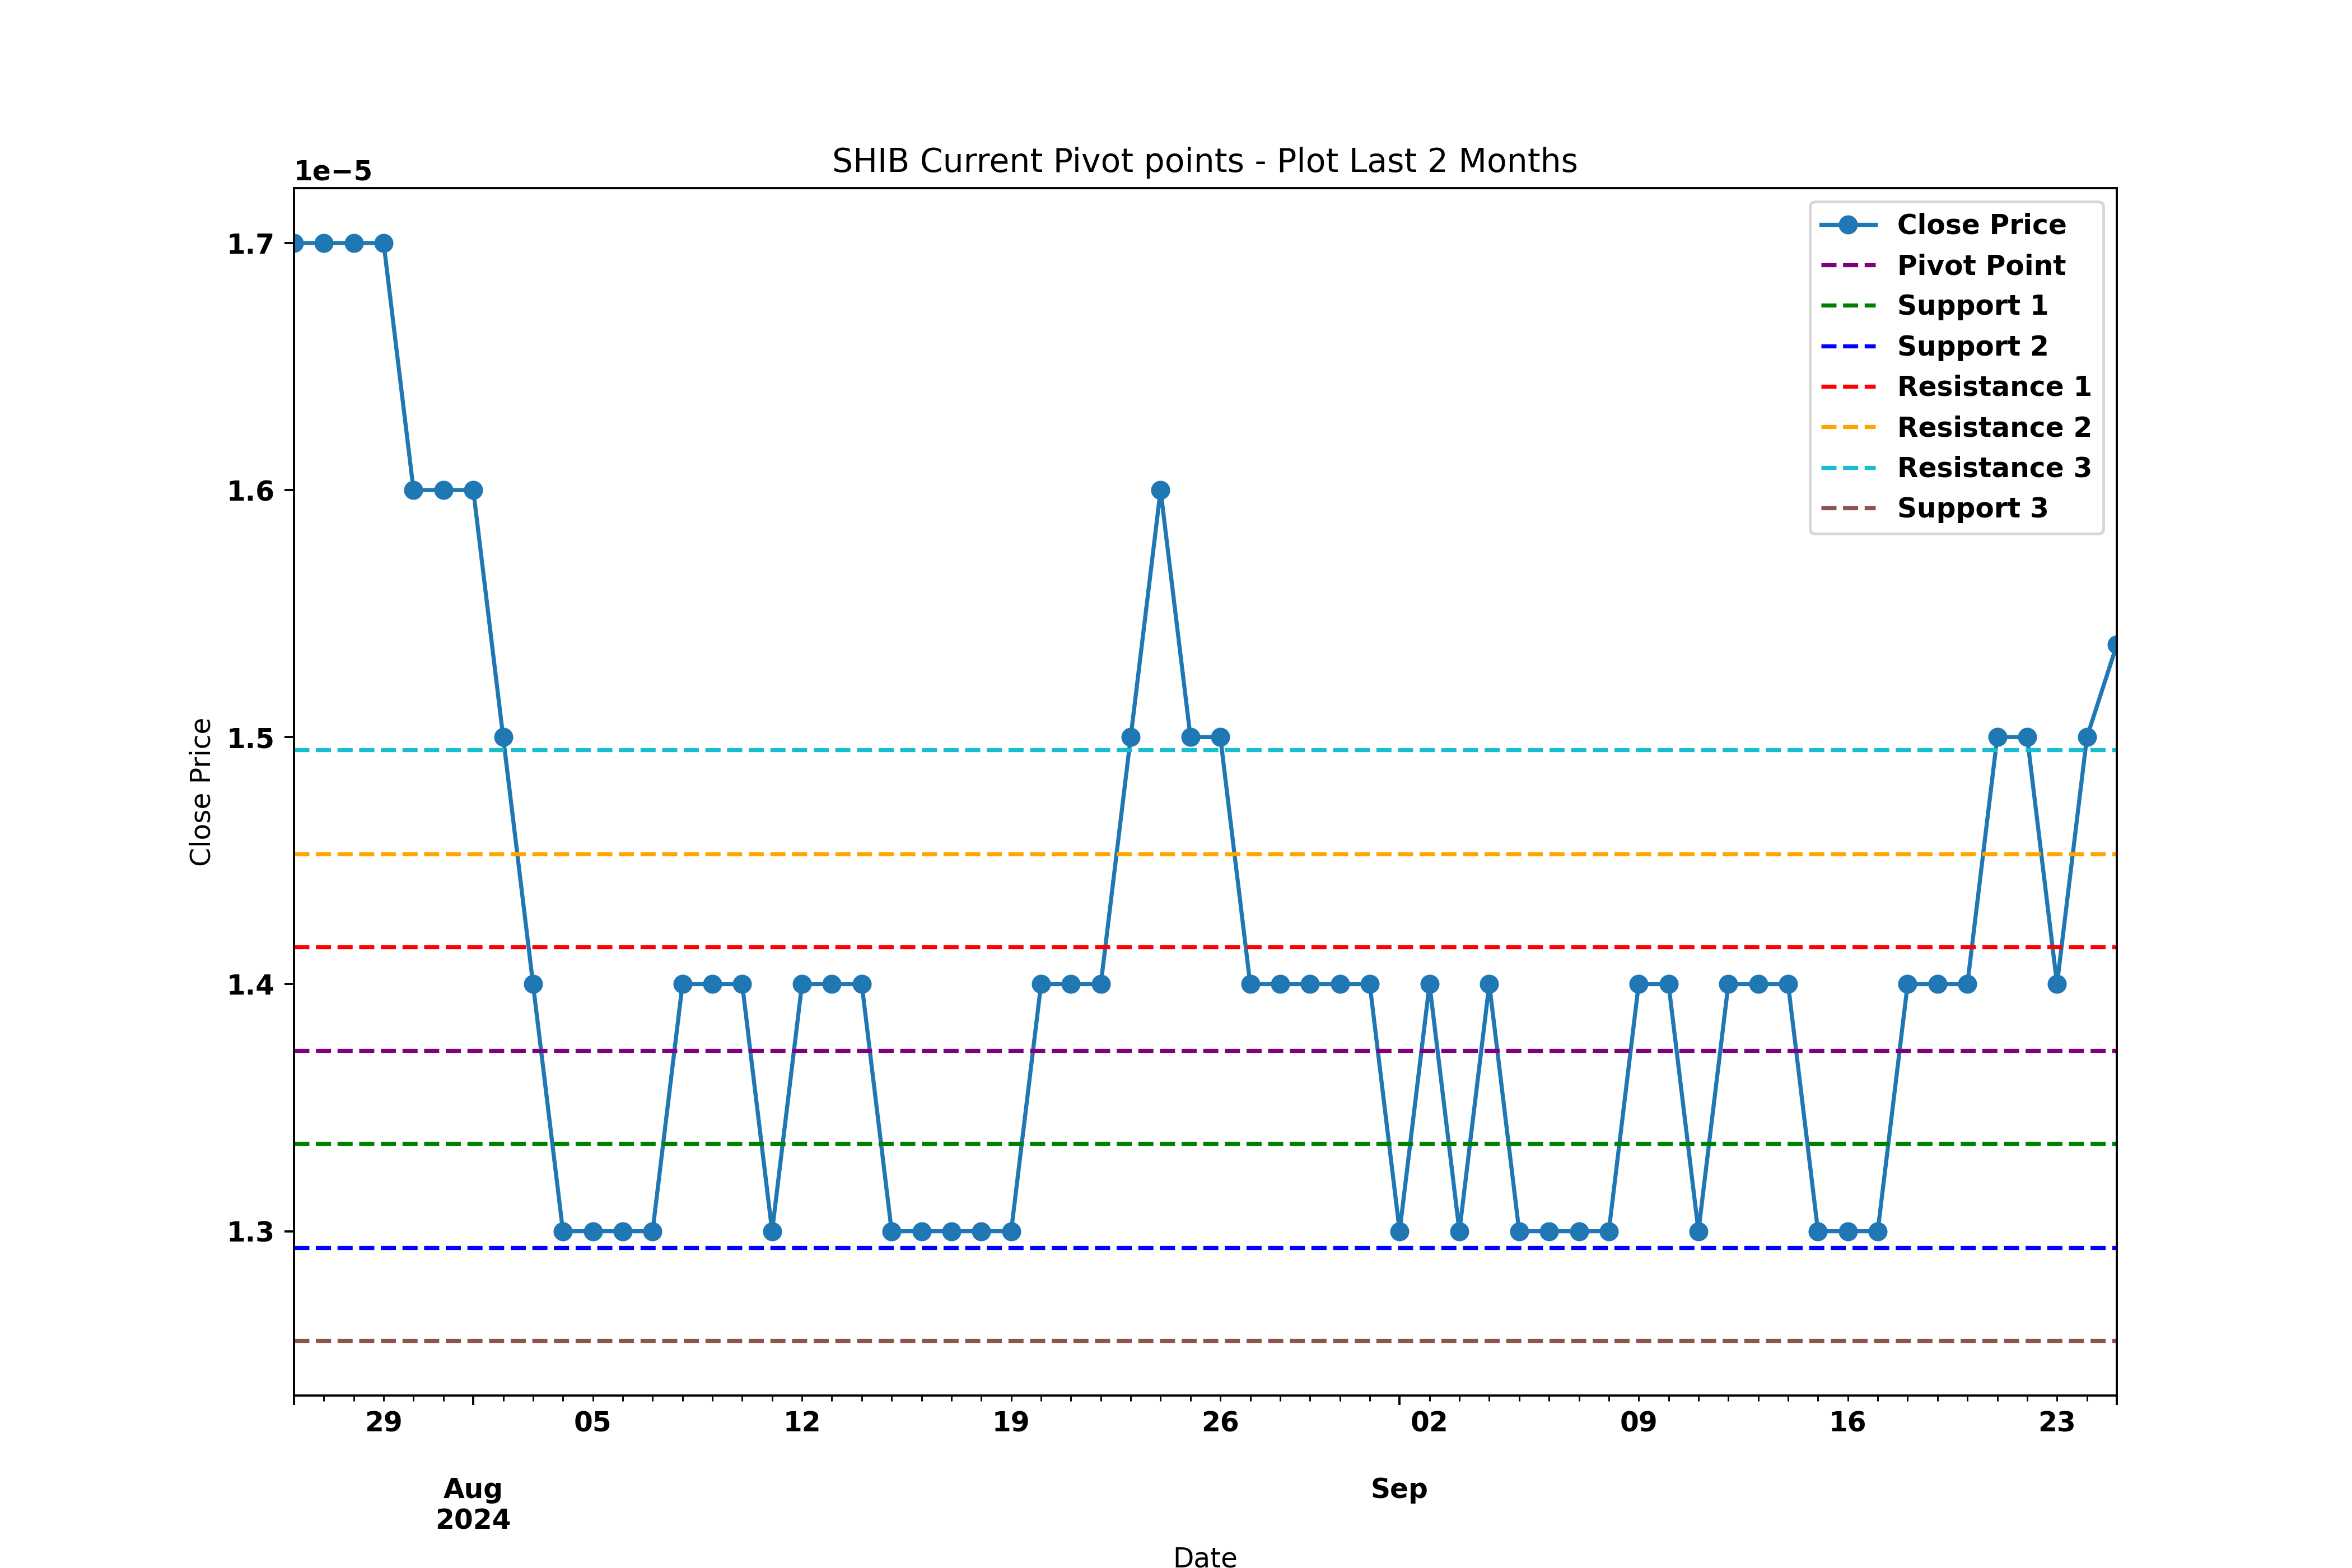 SHIB Current Pivot points - Plot Last 2 Months
1e−5
1.7
1.6
1.5
1.4
1.3
Close Price
Close Price
Pivot Point
Support 1
Support 2
Resistance 1
Resistance 2
Resistance 3
Support 3
29 05 12 19 26 02 09 16 23
Aug Sep
2024
Date